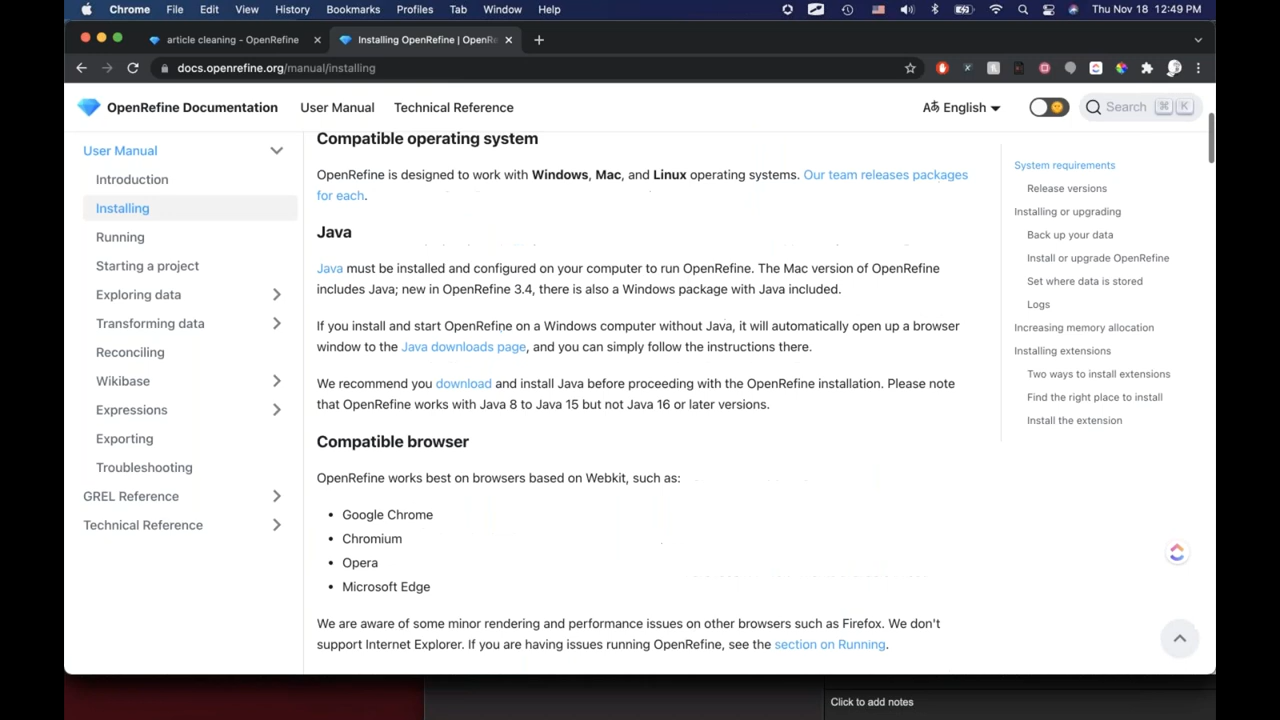 Chrome File Edit View History Bookmarks Profiles Tab Window Help Thu Nov 18 12:49 PM
article cleaning - OpenRefine
Installing OpenRefine | OpenRe
docs.openrefine.org/manual/installing
OpenRefine Documentation User Manual Technical Reference English Search ⌘ K
User Manual
Introduction
Installing
Running
Starting a project
Exploring data
Transforming data
Reconciling
Wikibase
Expressions
Exporting
Troubleshooting
GREL Reference
Technical Reference
Compatible operating system
OpenRefine is designed to work with Windows, Mac, and Linux operating systems. Our team releases packages
for each.
Java
Java must be installed and configured on your computer to run OpenRefine. The Mac version of OpenRefine
includes Java; new in OpenRefine 3.4, there is also a Windows package with Java included.
If you install and start OpenRefine on a Windows computer without Java, it will automatically open up a browser
window to the Java downloads page, and you can simply follow the instructions there.
We recommend you download and install Java before proceeding with the OpenRefine installation. Please note
that OpenRefine works with Java 8 to Java 15 but not Java 16 or later versions.
Compatible browser
OpenRefine works best on browsers based on Webkit, such as:
• Google Chrome
• Chromium
• Opera
• Microsoft Edge
We are aware of some minor rendering and performance issues on other browsers such as Firefox. We don't
support Internet Explorer. If you are having issues running OpenRefine, see the section on Running.
System requirements
Release versions
Installing or upgrading
Back up your data
Install or upgrade OpenRefine
Set where data is stored
Logs
Increasing memory allocation
Installing extensions
Two ways to install extensions
Find the right place to install
Install the extension
Click to add notes